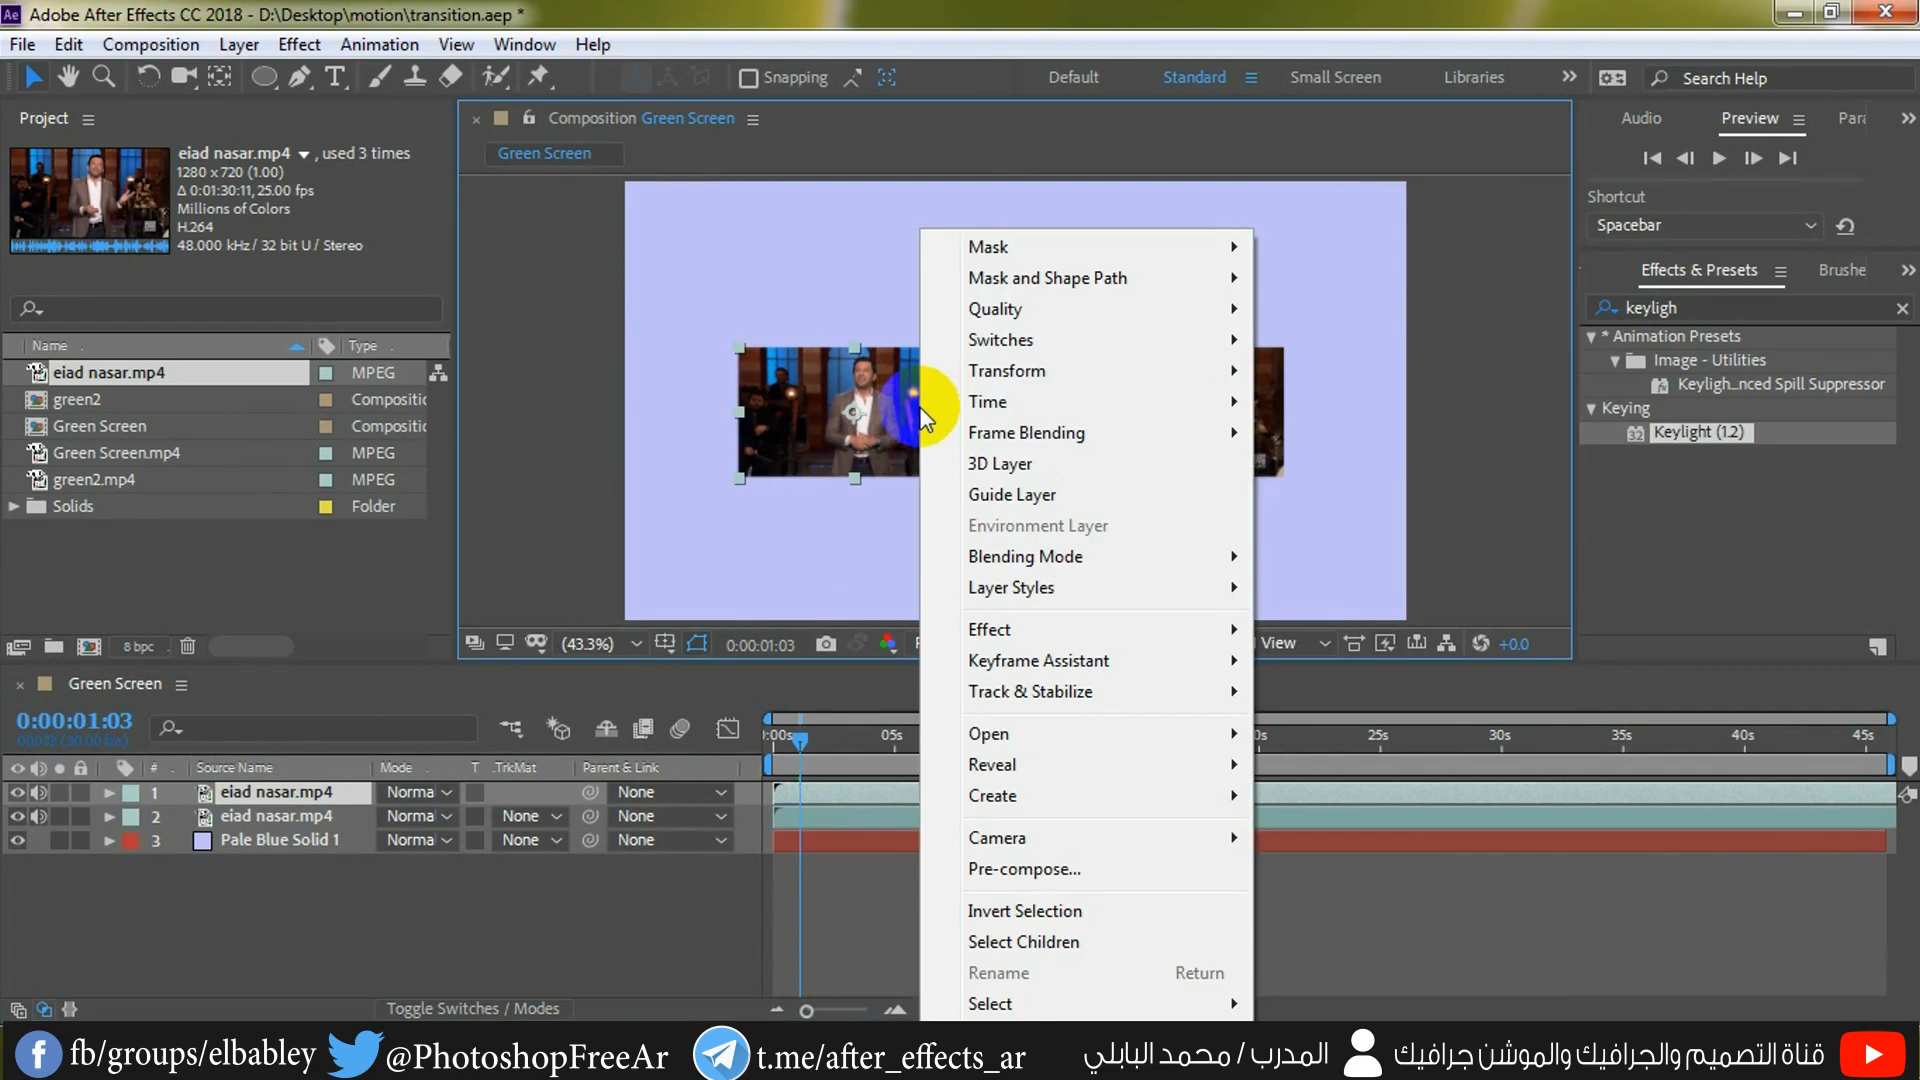 Adobe After Effects CC 2018 - D:\Desktop\motion\transition.aep *
File Edit Composition Layer Effect Animation View Window Help
Snapping Default Standard Small Screen Libraries Search Help
Project
eiad nasar.mp4 , used 3 times
1280 x 720 (1.00)
Δ 0:01:30:11, 25.00 fps
Millions of Colors
H.264
48.000 kHz / 32 bit U / Stereo
Name Type
eiad nasar.mp4 MPEG
green2 Compositic
Green Screen Compositic
Green Screen.mp4 MPEG
green2.mp4 MPEG
Solids Folder
8 bpc
Composition Green Screen
Green Screen
(43.3%) 0:00:01:03 View +0.0
Mask
Mask and Shape Path
Quality
Switches
Transform
Time
Frame Blending
3D Layer
Guide Layer
Environment Layer
Blending Mode
Layer Styles
Effect
Keyframe Assistant
Track & Stabilize
Open
Reveal
Create
Camera
Pre-compose...
Invert Selection
Select Children
Rename Return
Select
Audio Preview Para
Shortcut
Spacebar
Effects & Presets Brushe
keyligh
* Animation Presets
Image - Utilities
Keyligh...nced Spill Suppressor
Keying
32 Keylight (1.2)
Green Screen
0:00:01:03
00033 (30.00 fps)
:00s 05s 0s 25s 30s 35s 40s 45s
# Source Name Mode T .TrkMat Parent & Link
1 eiad nasar.mp4 Norma None
2 eiad nasar.mp4 Norma None None
3 Pale Blue Solid 1 Norma None None
Toggle Switches / Modes
fb/groups/elbabley @PhotoshopFreeAr t.me/after_effects_ar المدرب / محمد البابلي قناة التصميم والجرافيك والموشن جرافيك